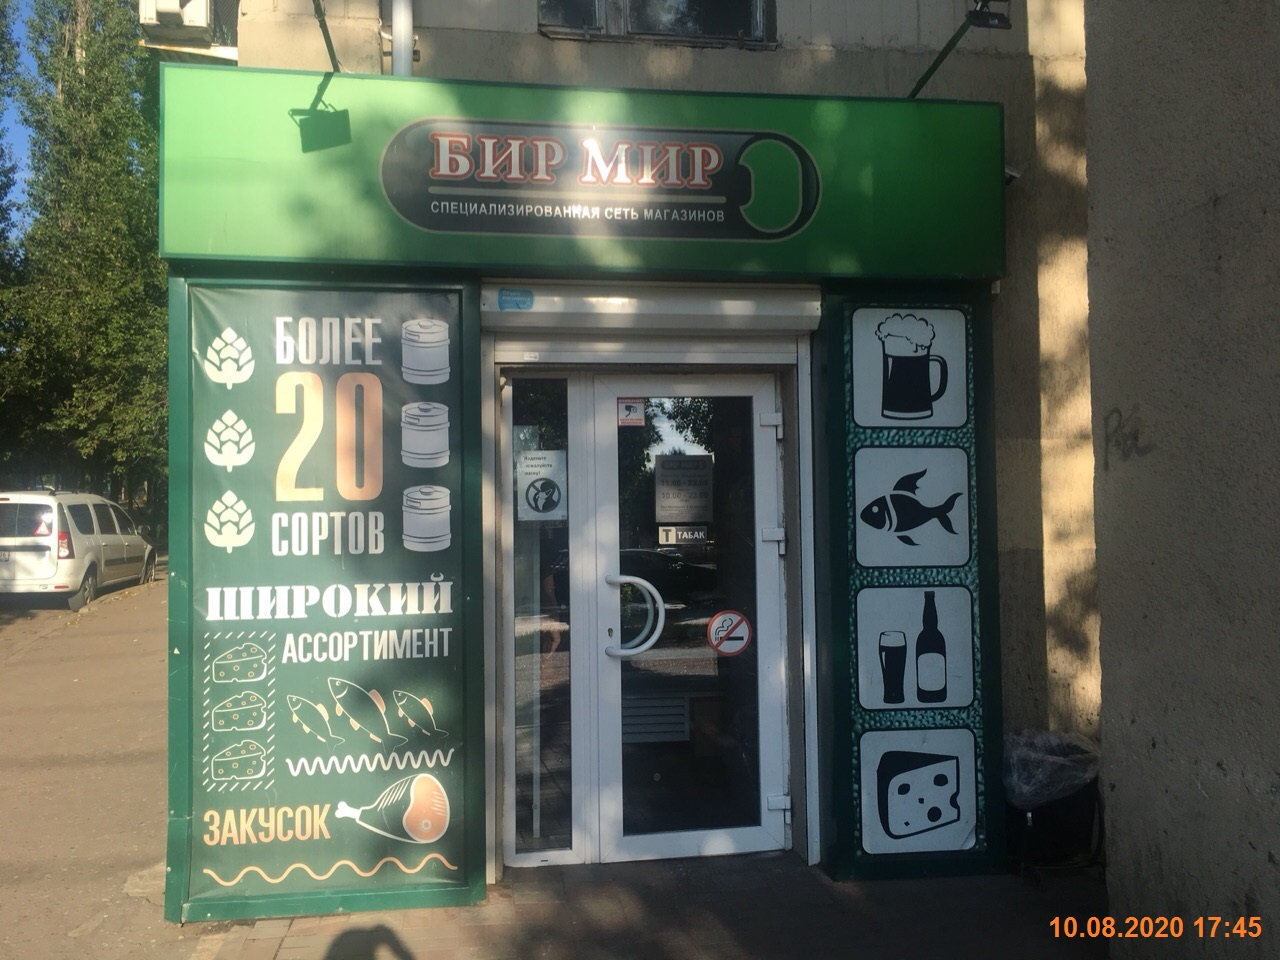 БИР МИР
СПЕЦИАЛИЗИРОВАННАЯ СЕТЬ МАГАЗИНОВ
БОЛЕЕ
20
СОРТОВ
ШИРОКИЙ
АССОРТИМЕНТ
ЗАКУСОК
Т ТАБАК
10.08.2020 17:45